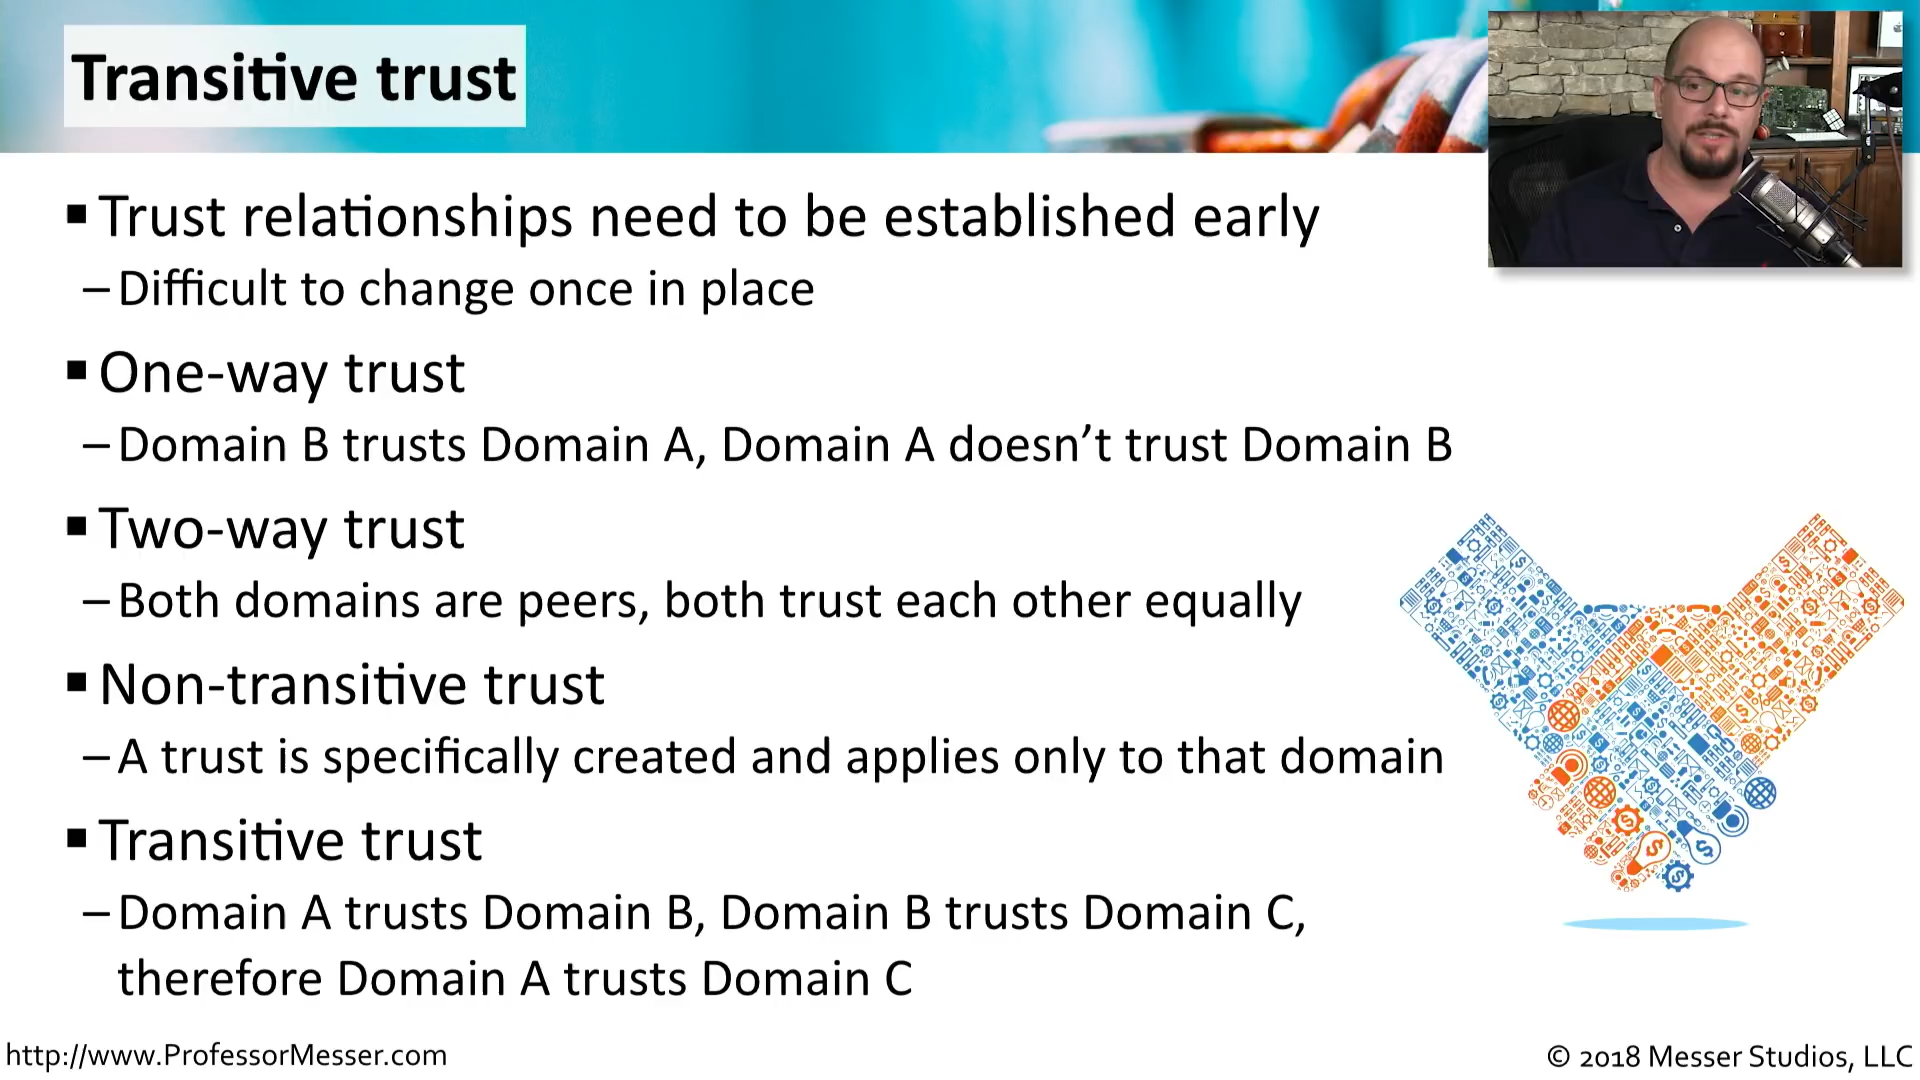 Transitive trust
▪ Trust relationships need to be established early
– Difficult to change once in place
▪ One-way trust
– Domain B trusts Domain A, Domain A doesn’t trust Domain B
▪ Two-way trust
– Both domains are peers, both trust each other equally
▪ Non-transitive trust
– A trust is specifically created and applies only to that domain
▪ Transitive trust
– Domain A trusts Domain B, Domain B trusts Domain C,
therefore Domain A trusts Domain C
http://www.ProfessorMesser.com
© 2018 Messer Studios, LLC